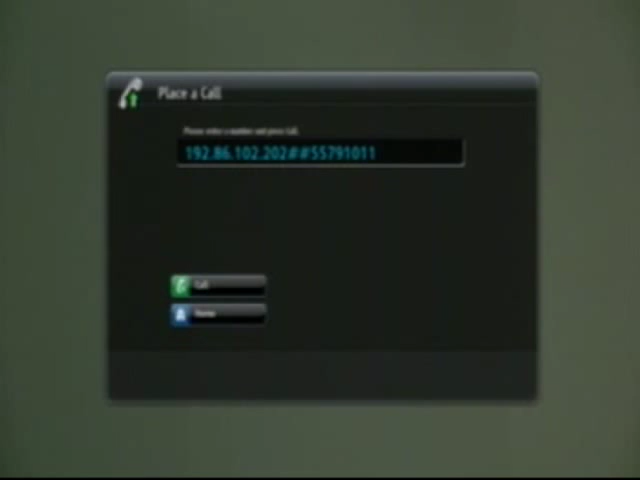 Place a Call
Please enter a number and press Call.
192.86.102.202##55791011
Call
Home